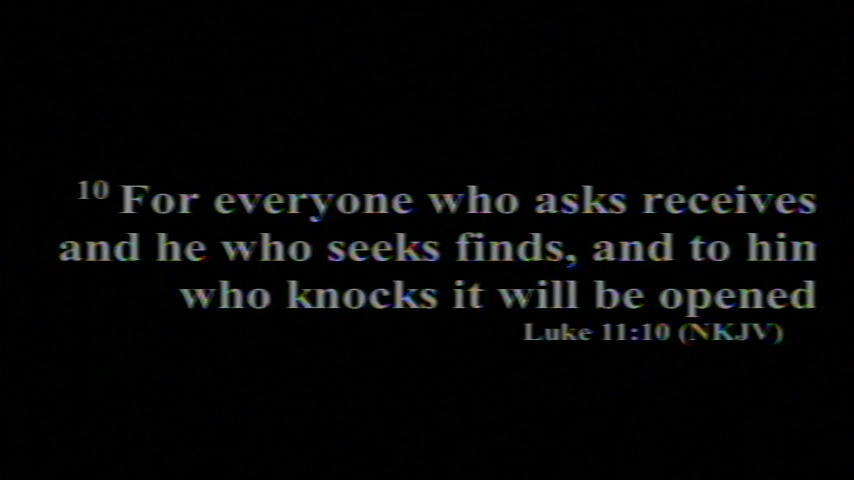 10 For everyone who asks receives
and he who seeks finds, and to hin
who knocks it will be opened
Luke 11:10 (NKJV)